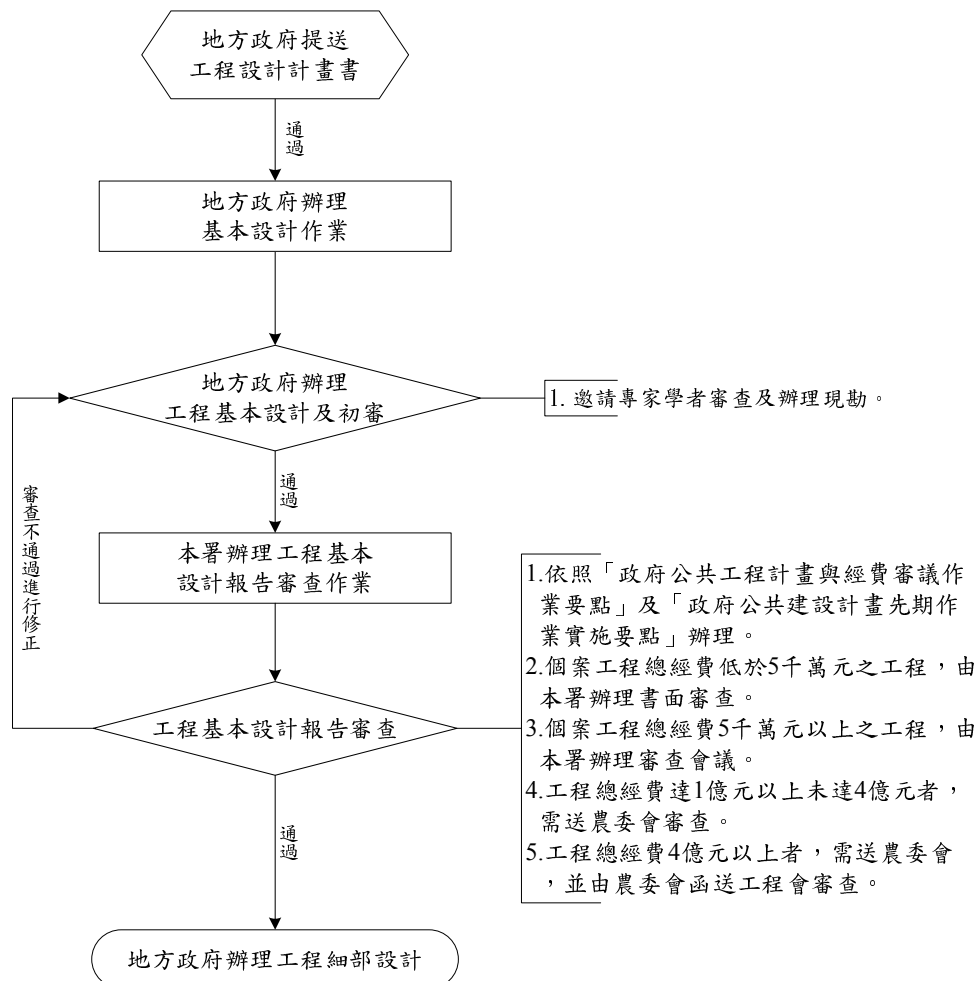 地方政府提送
工程設計計畫書
通過
地方政府辦理
基本設計作業
地方政府辦理
工程基本設計及初審
1. 邀請專家學者審查及辦理現勘。
通過
審查不通過進行修正
本署辦理工程基本
設計報告審查作業
工程基本設計報告審查
1.依照「政府公共工程計畫與經費審議作
業要點」及「政府公共建設計畫先期作
業實施要點」辦理。
2.個案工程總經費低於5千萬元之工程，由
本署辦理書面審查。
3.個案工程總經費5千萬元以上之工程，由
本署辦理審查會議。
4.工程總經費達1億元以上未達4億元者，
需送農委會審查。
5.工程總經費4億元以上者，需送農委會
，並由農委會函送工程會審查。
通過
地方政府辦理工程細部設計